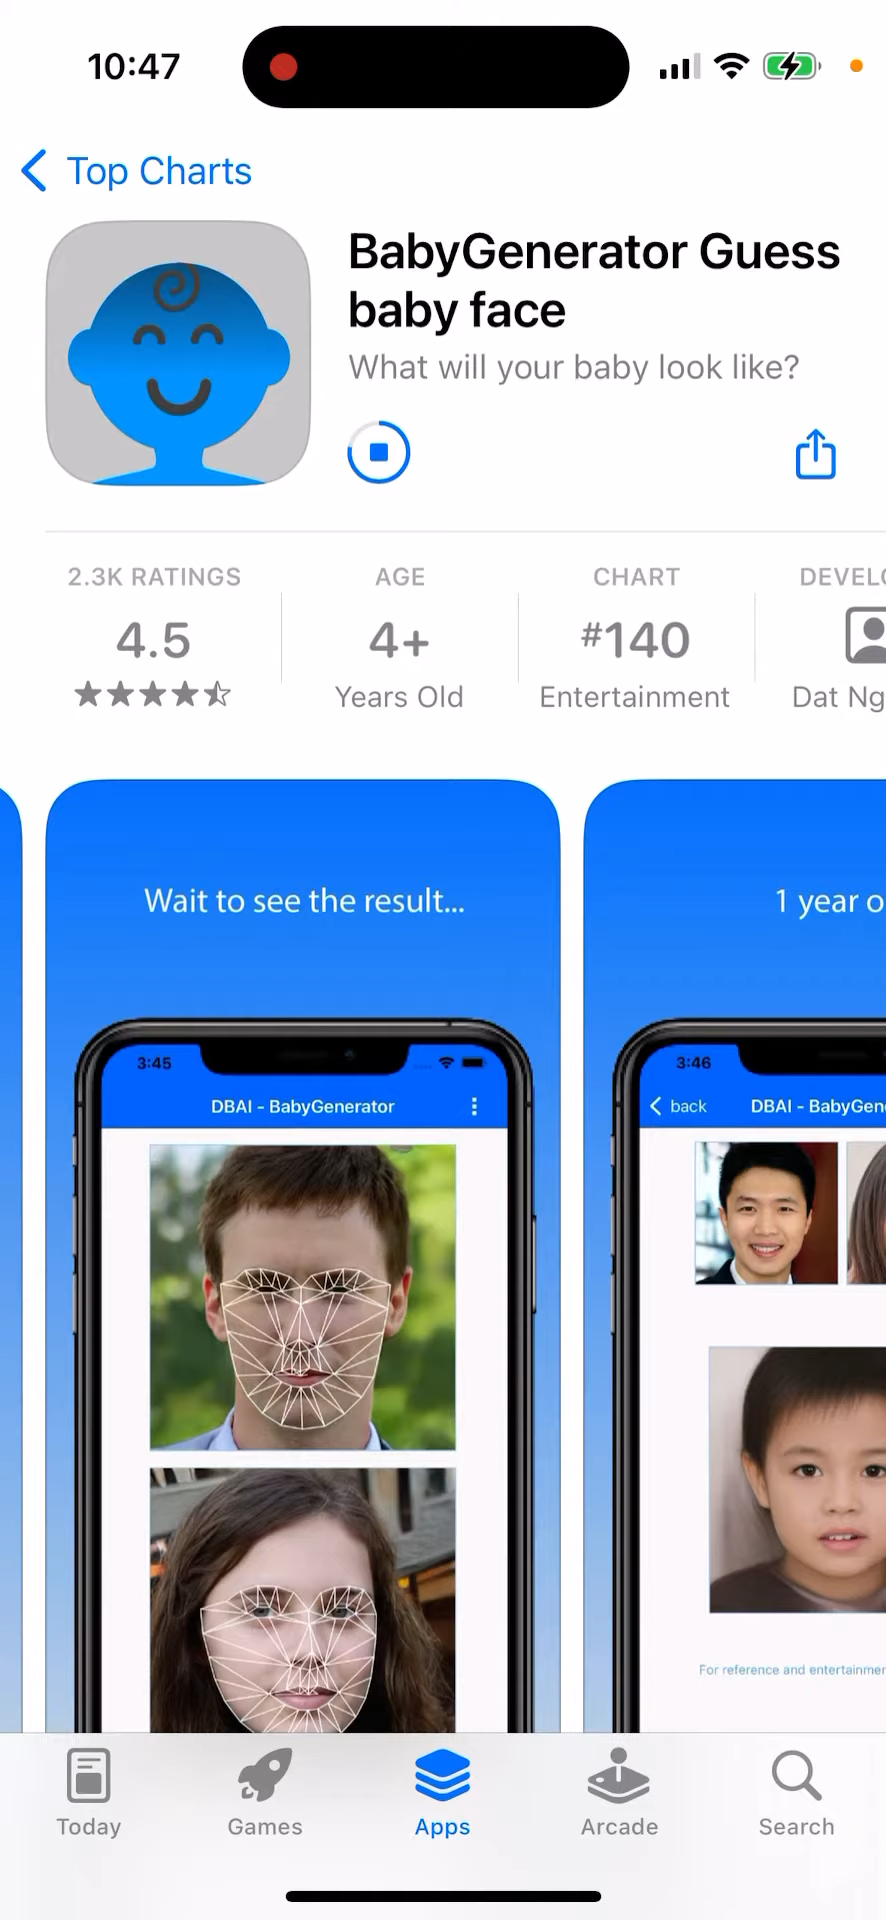 10:47
Top Charts
BabyGenerator Guess
baby face
What will your baby look like?
2.3K RATINGS
4.5
AGE
4+
Years Old
CHART
#140
Entertainment
DEVELO
Dat Ng
Wait to see the result...
3:45
DBAI - BabyGenerator
1 year o
3:46
back
DBAI - BabyGen
For reference and entertainmen
Today
Games
Apps
Arcade
Search